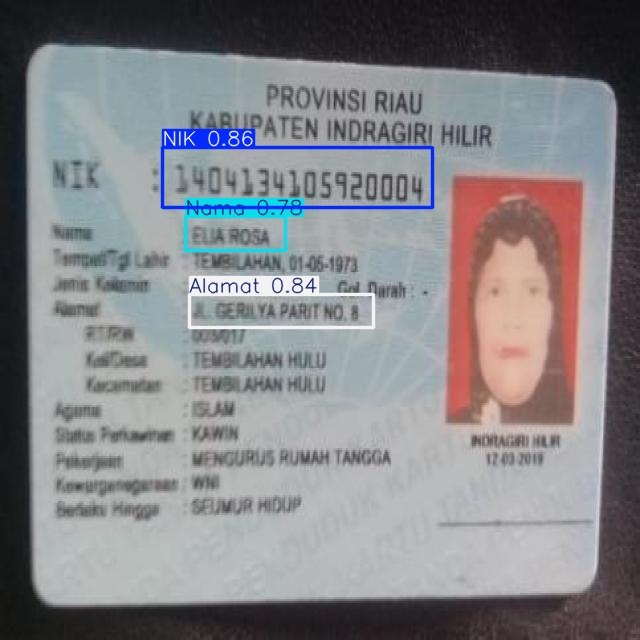 PROVINSI RIAU
KABUPATEN INDRAGIRI HILIR
NIK 0.86
NIK : 1404134105920004
Nama 0.78
Nama : ELIA ROSA
Tempat/Tgl Lahir : TEMBILAHAN, 01-05-1973
Alamat 0.84
Jenis Kelamin Gol. Darah : -
Alamat JL. GERILYA PARIT NO. 8
RT/RW : 003/017
Kel/Desa : TEMBILAHAN HULU
Kecamatan : TEMBILAHAN HULU
Agama : ISLAM
Status Perkawinan : KAWIN
Pekerjaan : MENGURUS RUMAH TANGGA
Kewarganegaraan : WNI
Berlaku Hingga : SEUMUR HIDUP
INDRAGIRI HILIR
12-03-2019